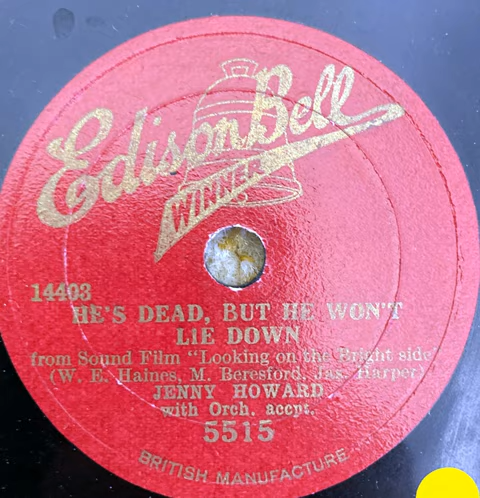 Edison Bell
WINNER
14403
HE'S DEAD, BUT HE WON'T
LIE DOWN
from Sound Film "Looking on the Bright side
(W. E. Haines, M. Beresford, Jas. Harper)
JENNY HOWARD
with Orch. accpt.
5515
BRITISH MANUFACTURE